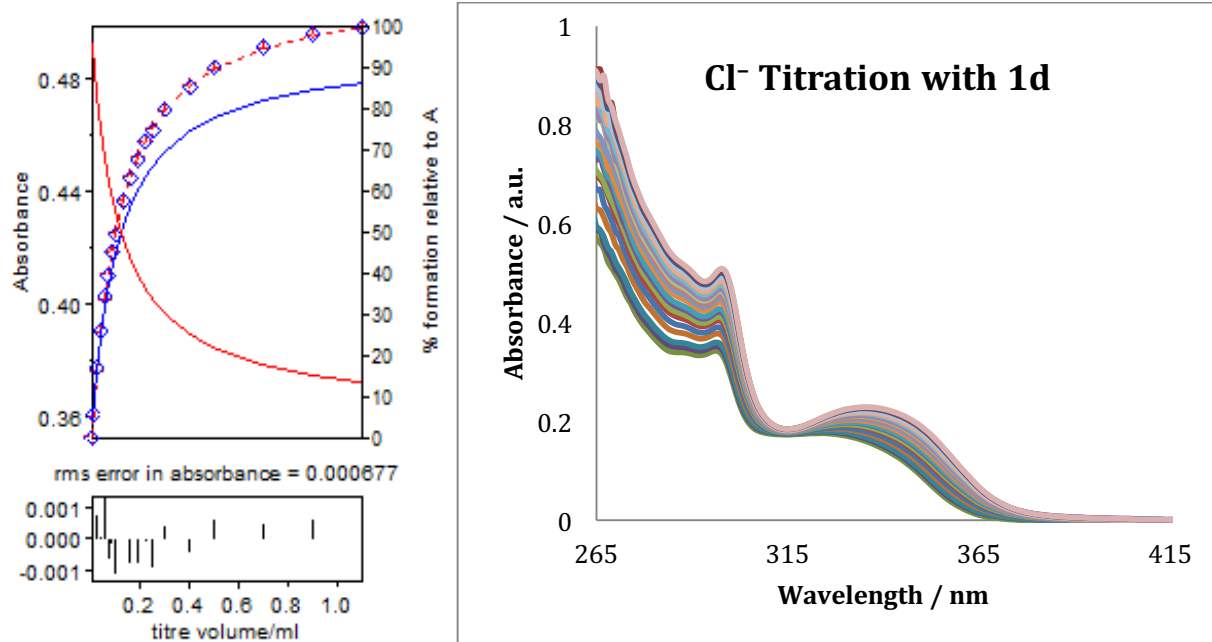 0.48
0.44
0.40
0.36
Absorbance
100
90
80
70
60
50
40
30
20
10
0
% formation relative to A
rms error in absorbance = 0.000677
0.001
0.000
-0.001
0.2 0.4 0.6 0.8 1.0
titre volume/ml
Cl⁻ Titration with 1d
1
0.8
0.6
0.4
0.2
0
Absorbance / a.u.
265 315 365 415
Wavelength / nm